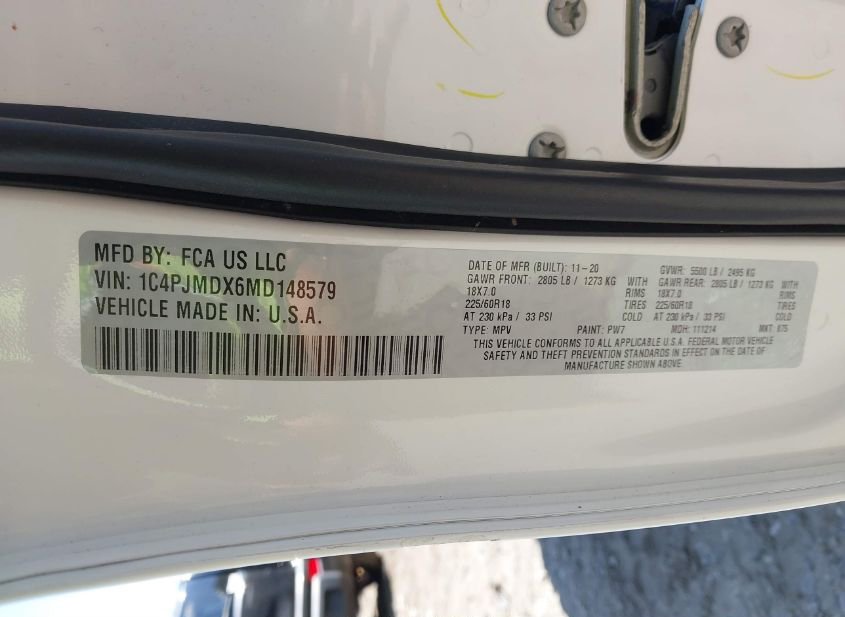 MFD BY: FCA US LLC
VIN: 1C4PJMDX6MD148579
VEHICLE MADE IN: U.S.A.
DATE OF MFR (BUILT): 11-20 GVWR: 5500 LB / 2495 KG
GAWR FRONT: 2805 LB / 1273 KG WITH GAWR REAR: 2805 LB / 1273 KG WITH
18X7.0 RIMS 18X7.0 RIMS
225/60R18 TIRES 225/60R18 TIRES
AT 230 kPa / 33 PSI COLD AT 230 kPa / 33 PSI COLD
TYPE: MPV PAINT: PW7 MDH: 111214 MKT: 875
THIS VEHICLE CONFORMS TO ALL APPLICABLE U.S.A. FEDERAL MOTOR VEHICLE
SAFETY AND THEFT PREVENTION STANDARDS IN EFFECT ON THE DATE OF
MANUFACTURE SHOWN ABOVE.